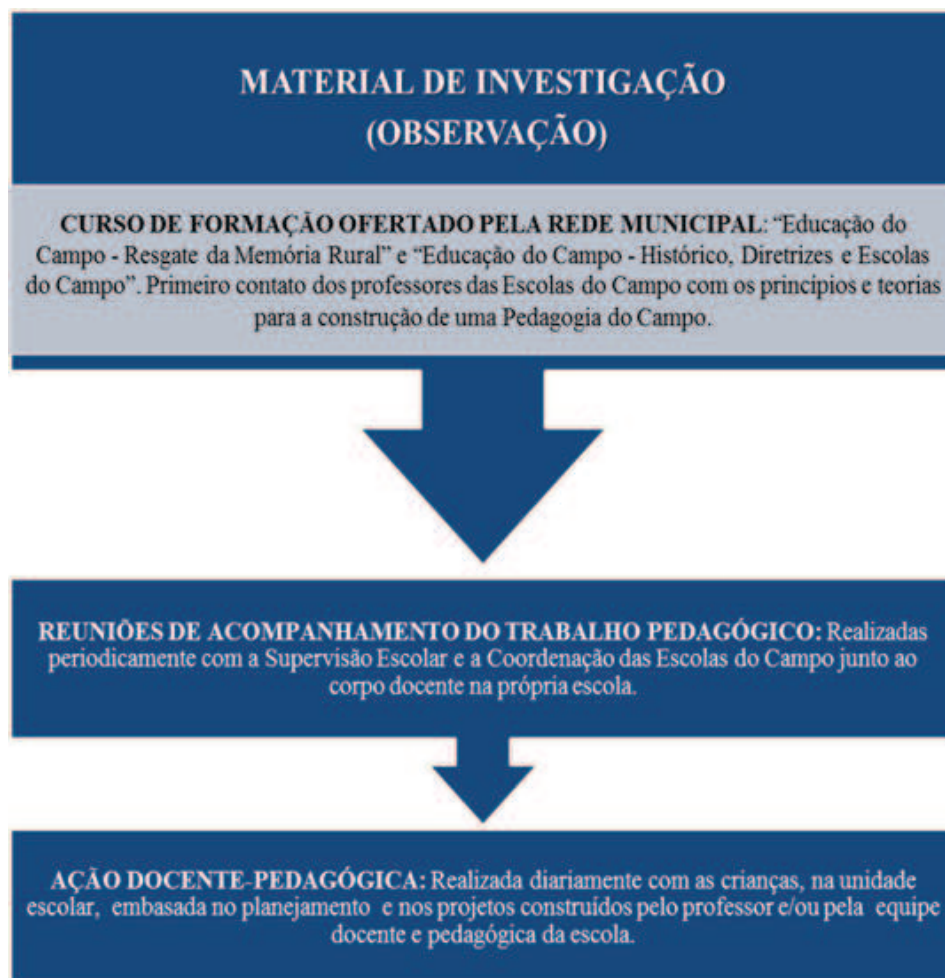 MATERIAL DE INVESTIGAÇÃO
(OBSERVAÇÃO)
CURSO DE FORMAÇÃO OFERTADO PELA REDE MUNICIPAL: “Educação do
Campo - Resgate da Memória Rural” e “Educação do Campo - Histórico, Diretrizes e Escolas
do Campo”. Primeiro contato dos professores das Escolas do Campo com os princípios e teorias
para a construção de uma Pedagogia do Campo.
REUNIÕES DE ACOMPANHAMENTO DO TRABALHO PEDAGÓGICO: Realizadas
periodicamente com a Supervisão Escolar e a Coordenação das Escolas do Campo junto ao
corpo docente na própria escola.
AÇÃO DOCENTE-PEDAGÓGICA: Realizada diariamente com as crianças, na unidade
escolar, embasada no planejamento e nos projetos construídos pelo professor e/ou pela equipe
docente e pedagógica da escola.